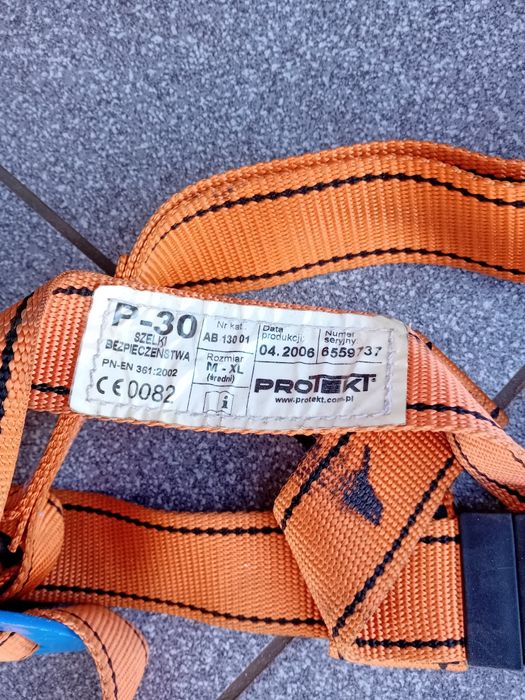 P-30
SZELKI
BEZPIECZEŃSTWA
PN-EN 361:2002
CE 0082
Nr kat.
AB 130 01
Rozmiar
M - XL
(średni)
i
Data
produkcji:
04.2006
Numer
seryjny:
6559737
PROTEKT
www.protekt.com.pl